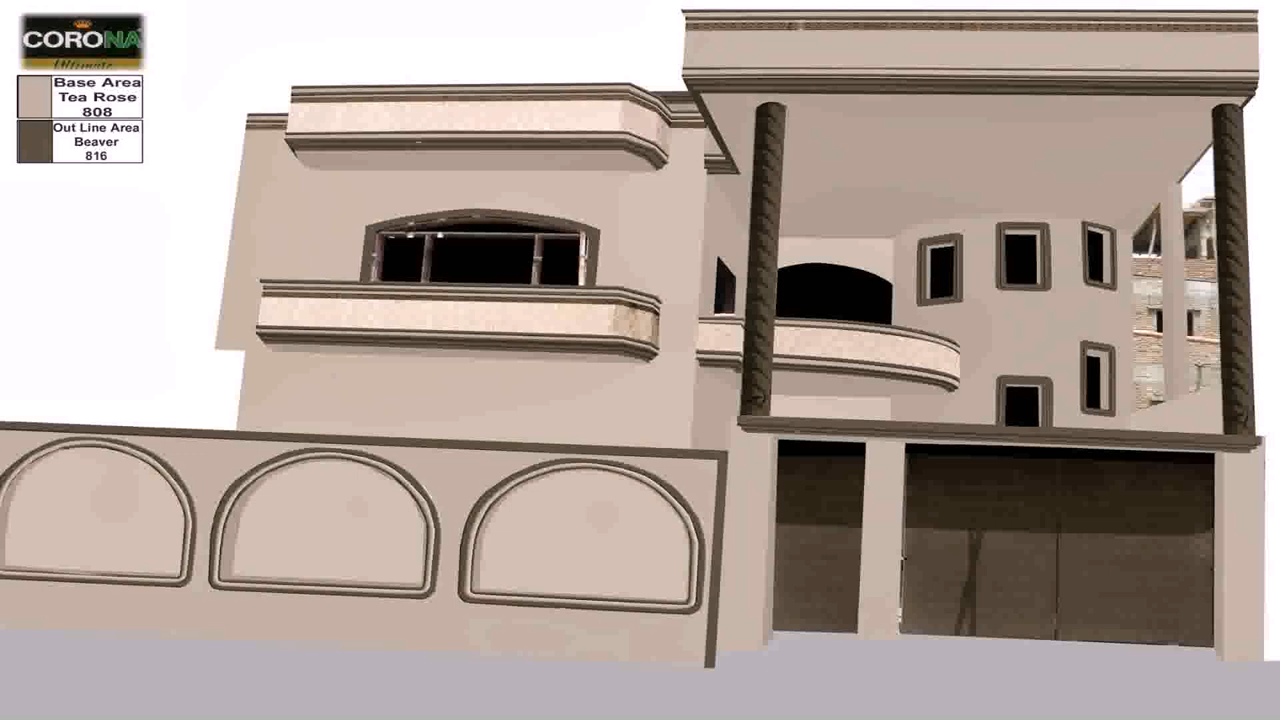 CORONA
Ultimate
Base Area
Tea Rose
808
Out Line Area
Beaver
816